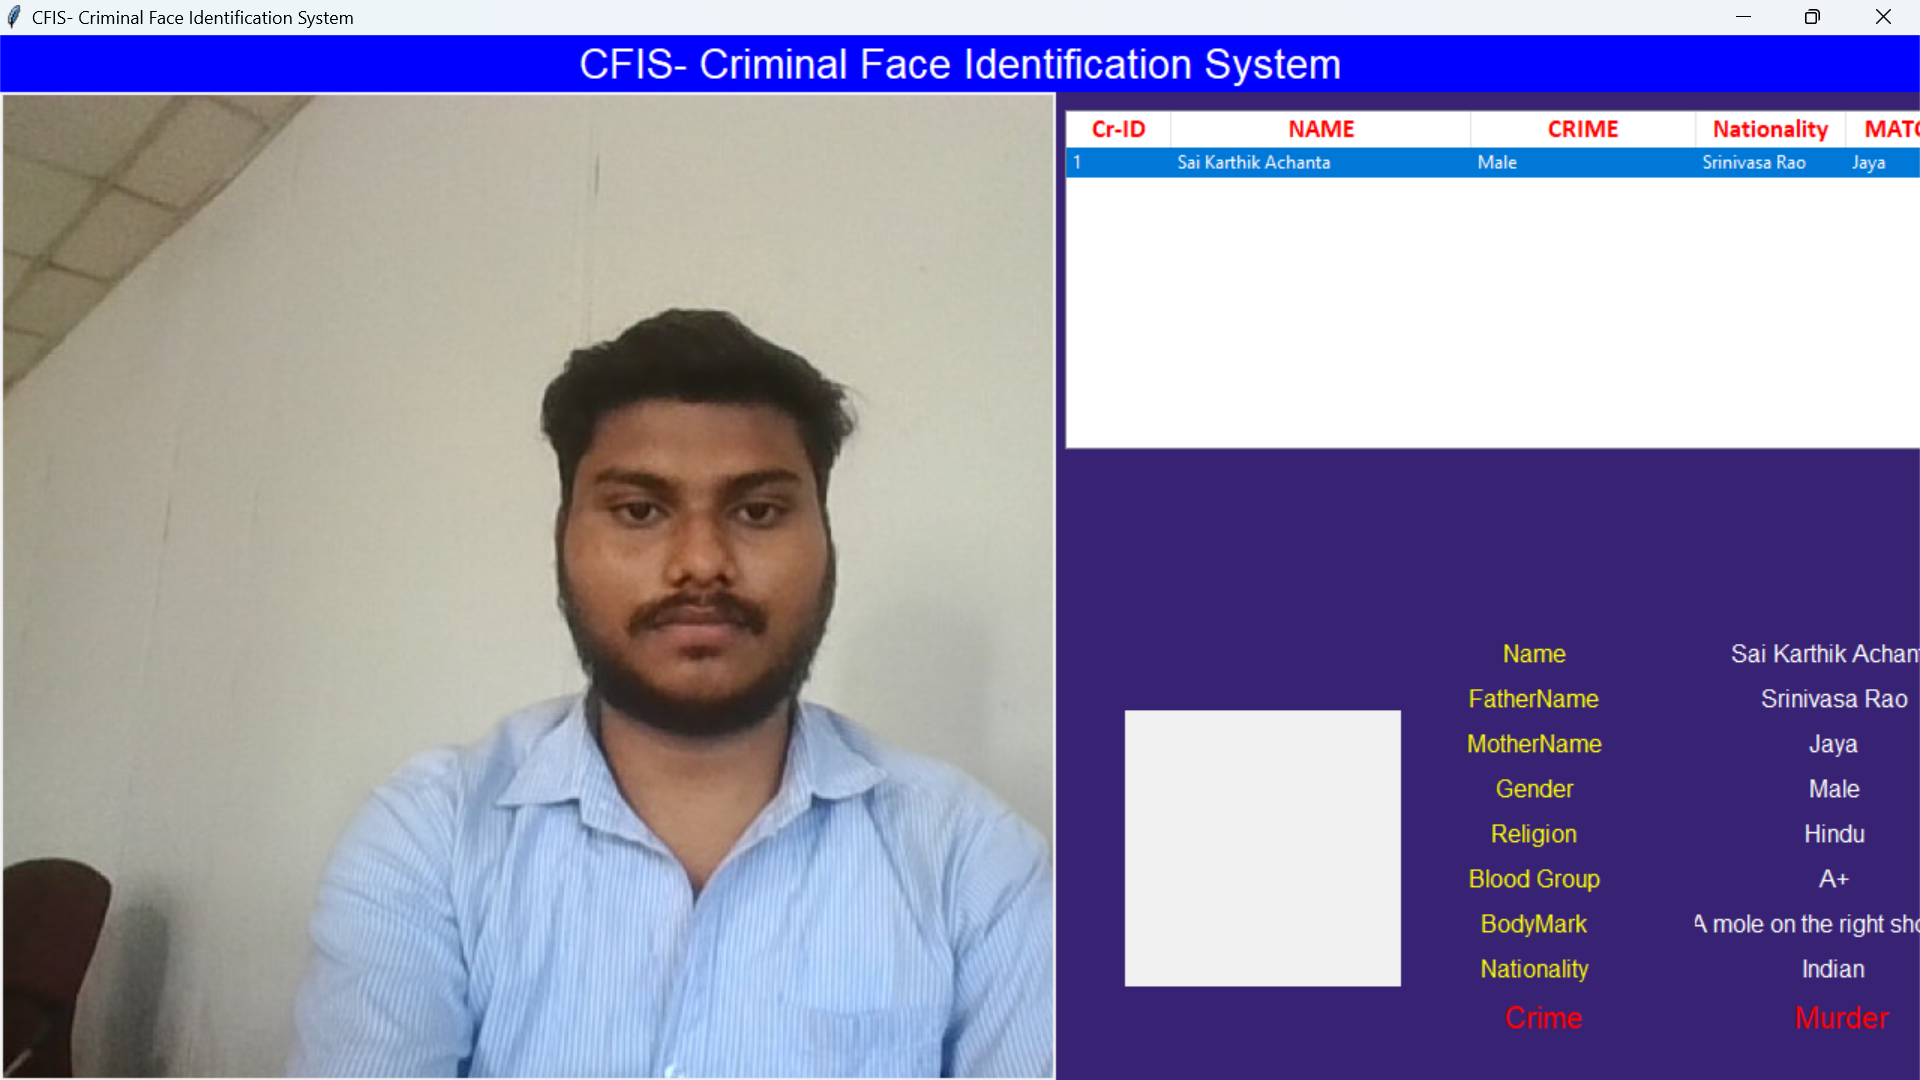 CFIS- Criminal Face Identification System
CFIS- Criminal Face Identification System
Cr-ID NAME CRIME Nationality MATC
1 Sai Karthik Achanta Male Srinivasa Rao Jaya
Name Sai Karthik Achan
FatherName Srinivasa Rao
MotherName Jaya
Gender Male
Religion Hindu
Blood Group A+
BodyMark A mole on the right sho
Nationality Indian
Crime Murder